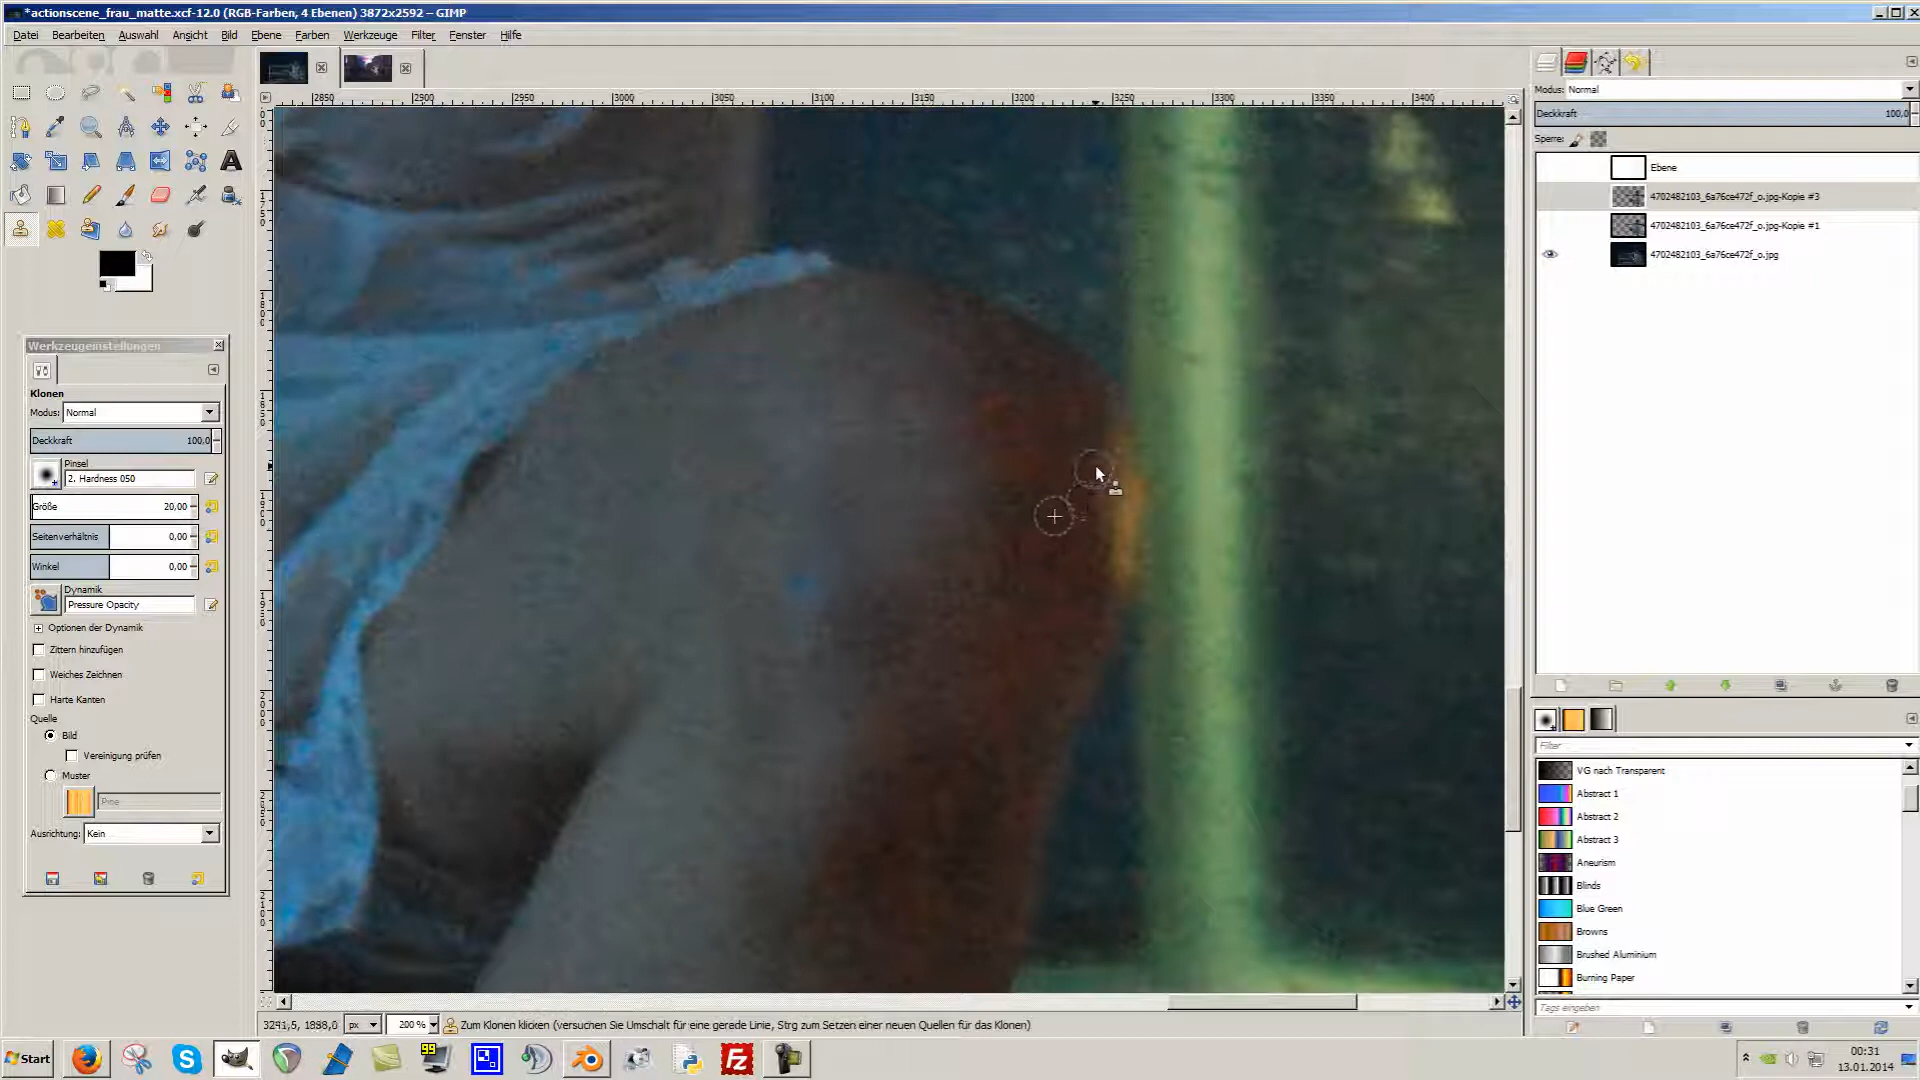 *actionscene_frau_matte.xcf-12.0 (RGB-Farben, 4 Ebenen) 3872x2592 – GIMP
Datei Bearbeiten Auswahl Ansicht Bild Ebene Farben Werkzeuge Filter Fenster Hilfe
2850 2900 2950 3000 3050 3100 3150 3200 3250 3300 3350 3400
Modus: Normal
Deckkraft 100,0
Sperre:
Ebene
4702482103_6a76ce472f_o.jpg-Kopie #3
4702482103_6a76ce472f_o.jpg-Kopie #1
4702482103_6a76ce472f_o.jpg
Werkzeugeinstellungen
Klonen
Modus: Normal
Deckkraft 100,0
Pinsel
2. Hardness 050
Größe 20,00
Seitenverhältnis 0,00
Winkel 0,00
Dynamik
Pressure Opacity
Optionen der Dynamik
Zittern hinzufügen
Weiches Zeichnen
Harte Kanten
Quelle
Bild
Vereinigung prüfen
Muster
Pine
Ausrichtung: Kein
Filter
VG nach Transparent
Abstract 1
Abstract 2
Abstract 3
Aneurism
Blinds
Blue Green
Browns
Brushed Aluminium
Burning Paper
Tags eingeben
3241,5, 1888,0 px 200 % Zum Klonen klicken (versuchen Sie Umschalt für eine gerade Linie, Strg zum Setzen einer neuen Quellen für das Klonen)
Start
99
00:31
13.01.2014